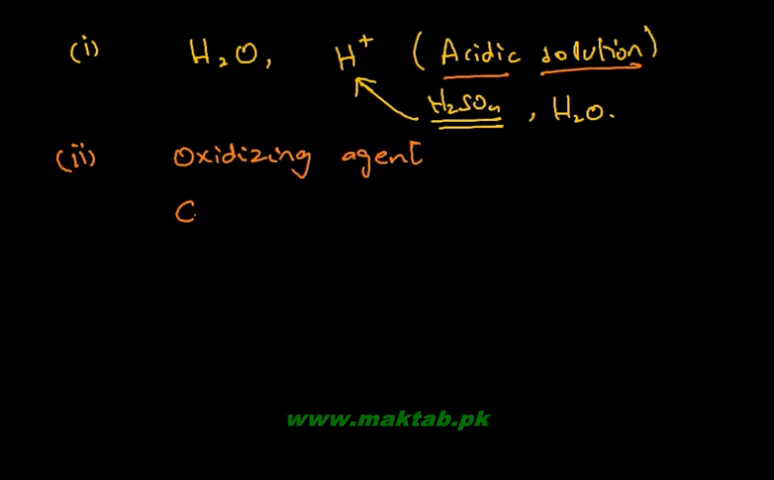 (i) H₂O, H⁺ (Acidic solution)
H₂SO₄, H₂O.
(ii) Oxidizing agent
C
www.maktab.pk